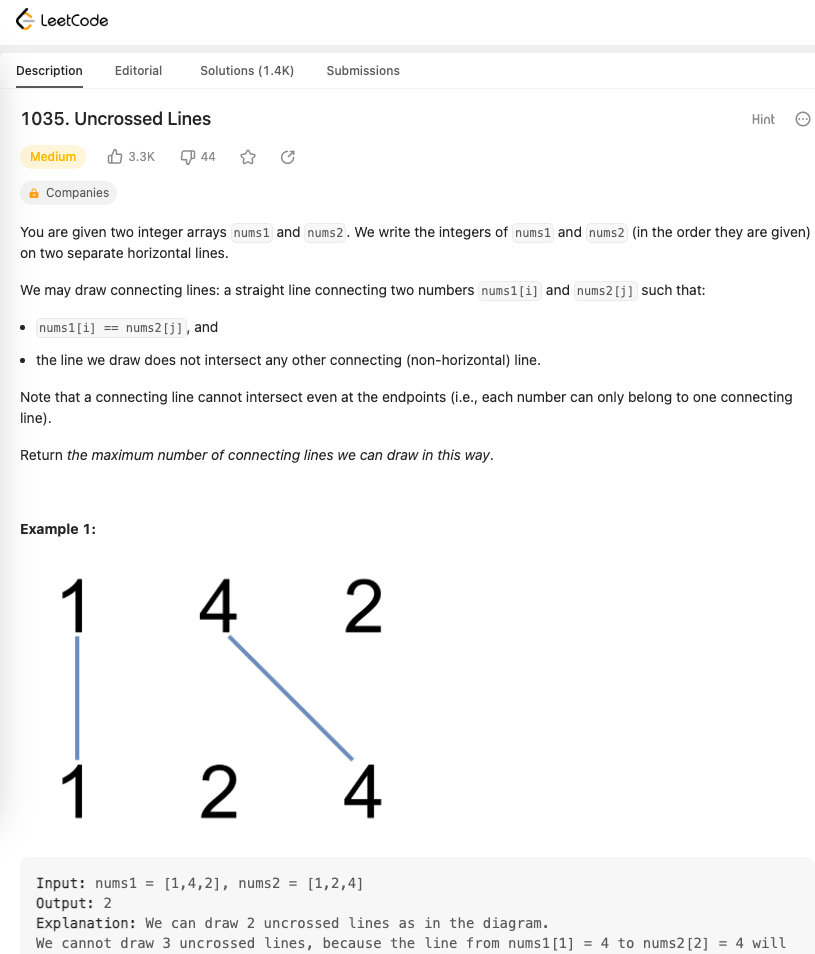 LeetCode
Description Editorial Solutions (1.4K) Submissions
1035. Uncrossed Lines Hint
Medium 3.3K 44
Companies
You are given two integer arrays nums1 and nums2. We write the integers of nums1 and nums2 (in the order they are given)
on two separate horizontal lines.
We may draw connecting lines: a straight line connecting two numbers nums1[i] and nums2[j] such that:
• nums1[i] == nums2[j], and
• the line we draw does not intersect any other connecting (non-horizontal) line.
Note that a connecting line cannot intersect even at the endpoints (i.e., each number can only belong to one connecting
line).
Return the maximum number of connecting lines we can draw in this way.
Example 1:
1 4 2
1 2 4
Input: nums1 = [1,4,2], nums2 = [1,2,4]
Output: 2
Explanation: We can draw 2 uncrossed lines as in the diagram.
We cannot draw 3 uncrossed lines, because the line from nums1[1] = 4 to nums2[2] = 4 will